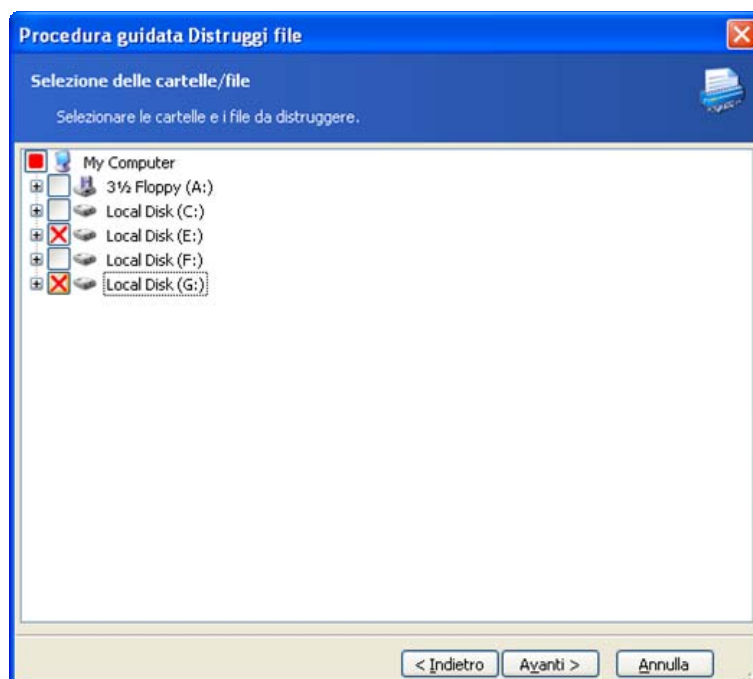 Procedura guidata Distruggi file
Selezione delle cartelle/file
Selezionare le cartelle e i file da distruggere.
My Computer
3½ Floppy (A:)
Local Disk (C:)
Local Disk (E:)
Local Disk (F:)
Local Disk (G:)
< Indietro Avanti > Annulla